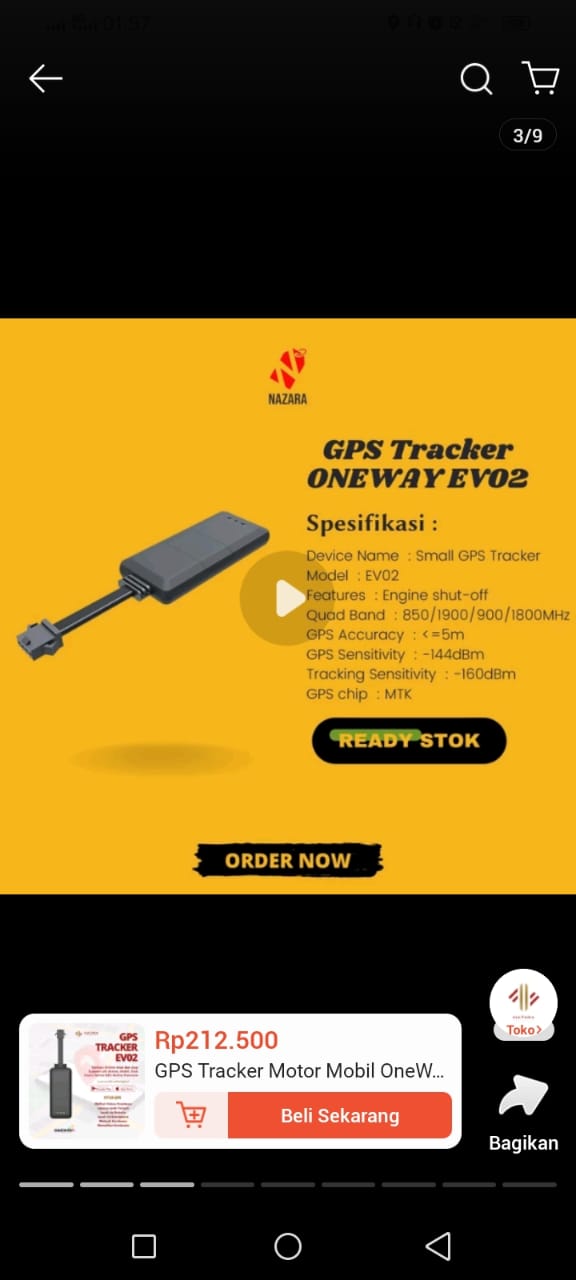 01:57
3/9
NAZARA
GPS Tracker
ONEWAY EV02
Spesifikasi :
Device Name : Small GPS Tracker
Model : EV02
Features : Engine shut-off
Quad Band : 850/1900/900/1800MHz
GPS Accuracy : <=5m
GPS Sensitivity : -144dBm
Tracking Sensitivity : -160dBm
GPS chip : MTK
READY STOK
ORDER NOW
GPS
TRACKER
EV02
Rp212.500
GPS Tracker Motor Mobil OneW...
Beli Sekarang
Toko>
Bagikan